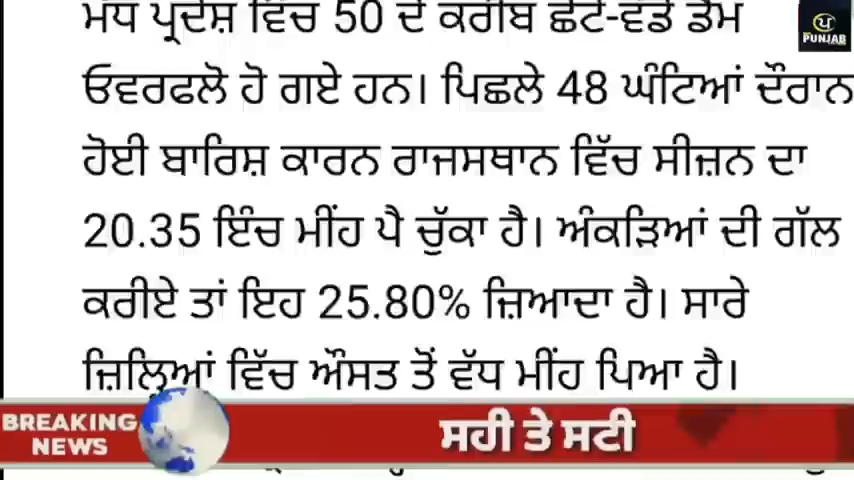 ਮੱਧ ਪ੍ਰਦੇਸ਼ ਵਿੱਚ 50 ਦੇ ਕਰੀਬ ਛੋਟੇ-ਵੱਡੇ ਡੈਮ
ਪ
PUNJAB
ਓਵਰਫਲੋ ਹੋ ਗਏ ਹਨ। ਪਿਛਲੇ 48 ਘੰਟਿਆਂ ਦੌਰਾਨ
ਹੋਈ ਬਾਰਿਸ਼ ਕਾਰਨ ਰਾਜਸਥਾਨ ਵਿੱਚ ਸੀਜ਼ਨ ਦਾ
20.35 ਇੰਚ ਮੀਂਹ ਪੈ ਚੁੱਕਾ ਹੈ। ਅੰਕੜਿਆਂ ਦੀ ਗੱਲ
ਕਰੀਏ ਤਾਂ ਇਹ 25.80% ਜ਼ਿਆਦਾ ਹੈ। ਸਾਰੇ
ਜ਼ਿਲ੍ਹਿਆਂ ਵਿੱਚ ਔਸਤ ਤੋਂ ਵੱਧ ਮੀਂਹ ਪਿਆ ਹੈ।
BREAKING
NEWS
ਸਹੀ ਤੇ ਸਟੀ